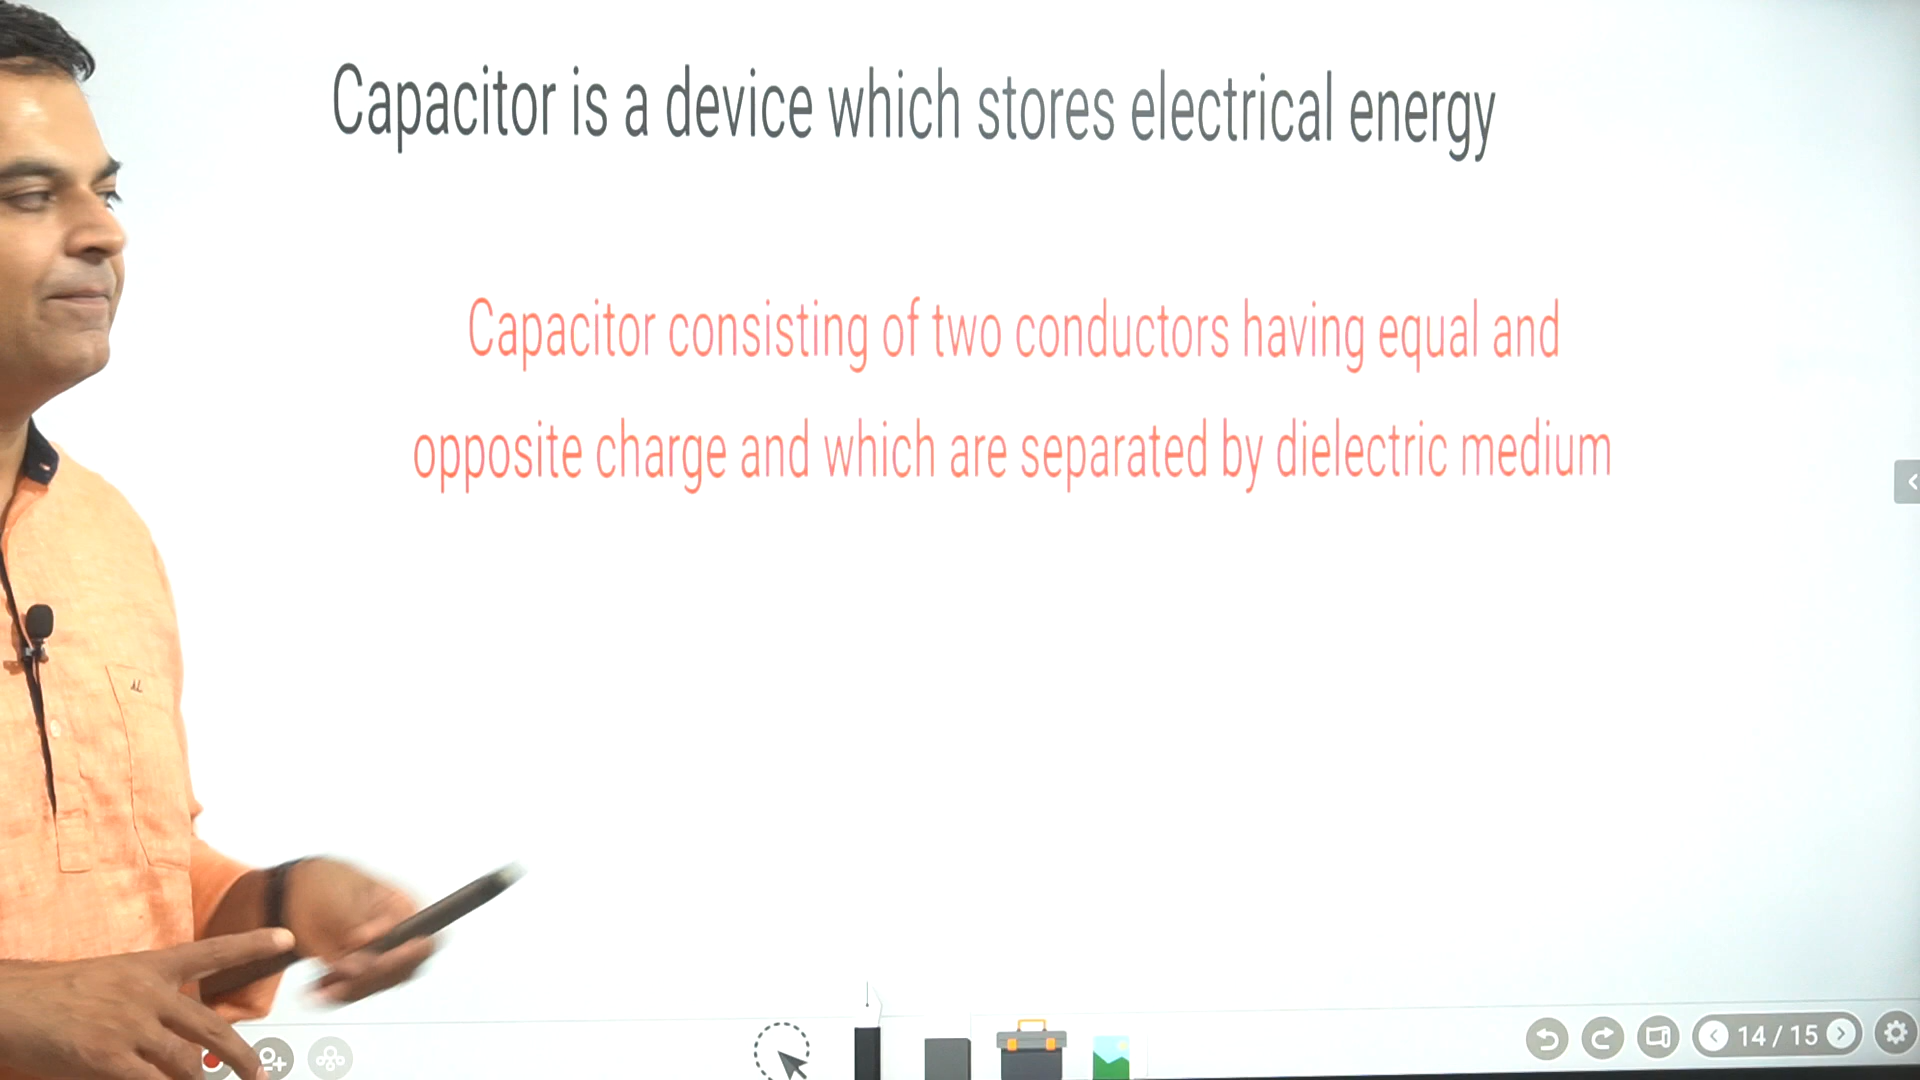 Capacitor is a device which stores electrical energy
Capacitor consisting of two conductors having equal and
opposite charge and which are separated by dielectric medium
14 / 15